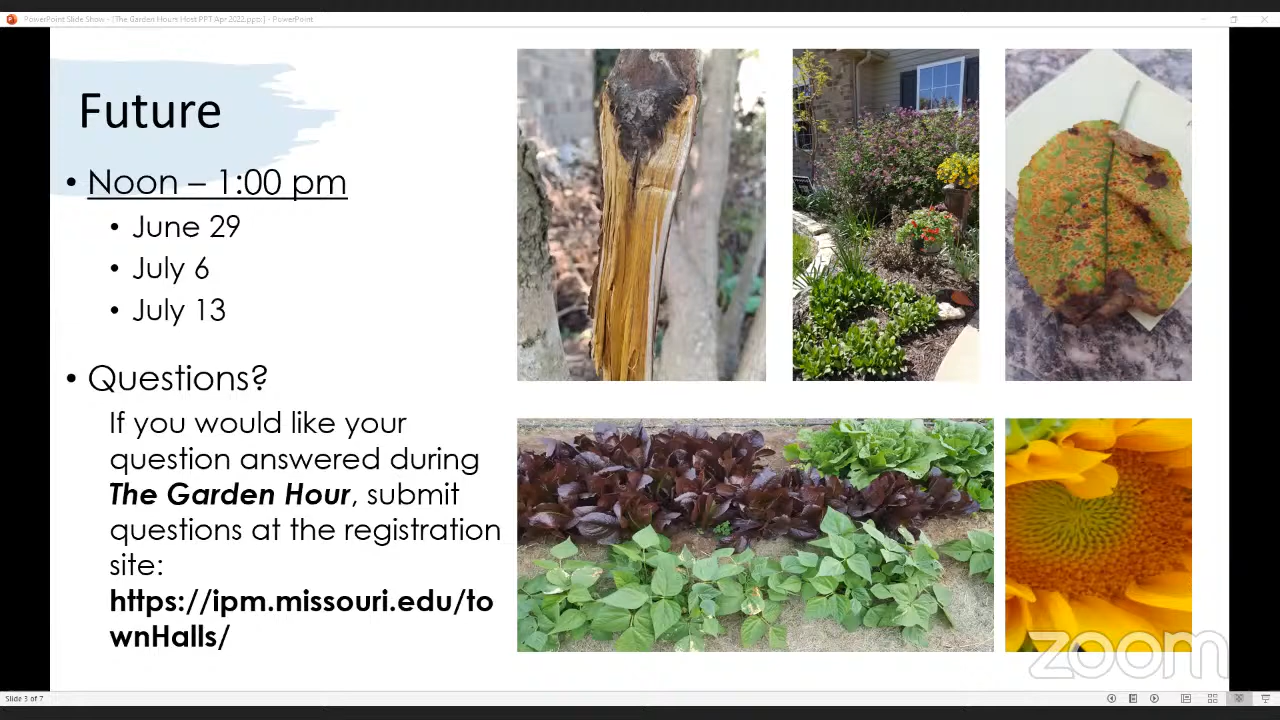 PowerPoint Slide Show - [The Garden Hours Host PPT Apr 2022.pptx] - PowerPoint
Future
• Noon – 1:00 pm
• June 29
• July 6
• July 13
• Questions?
If you would like your
question answered during
The Garden Hour, submit
questions at the registration
site:
https://ipm.missouri.edu/to
wnHalls/
zoom
Slide 3 of 7